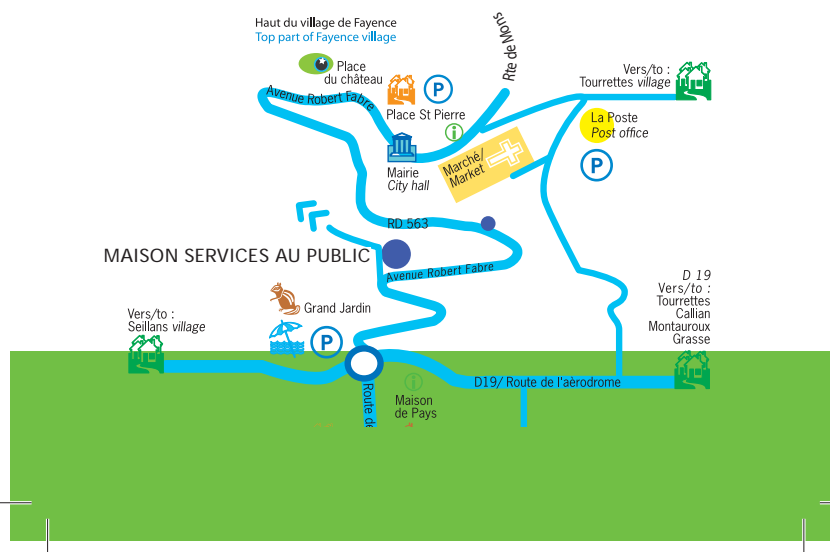 Haut du village de Fayence
Top part of Fayence village
Rte de Mons
Place
du château
P
Vers/to :
Tourrettes village
Avenue Robert Fabre
Place St Pierre
La Poste
Post office
Mairie
City hall
Marché/
Market
P
RD 563
MAISON SERVICES AU PUBLIC
Avenue Robert Fabre
D 19
Vers/to :
Tourrettes
Callian
Montauroux
Grasse
Grand Jardin
Vers/to :
Seillans village
P
D19/ Route de l'aèrodrome
Route de
Maison
de Pays